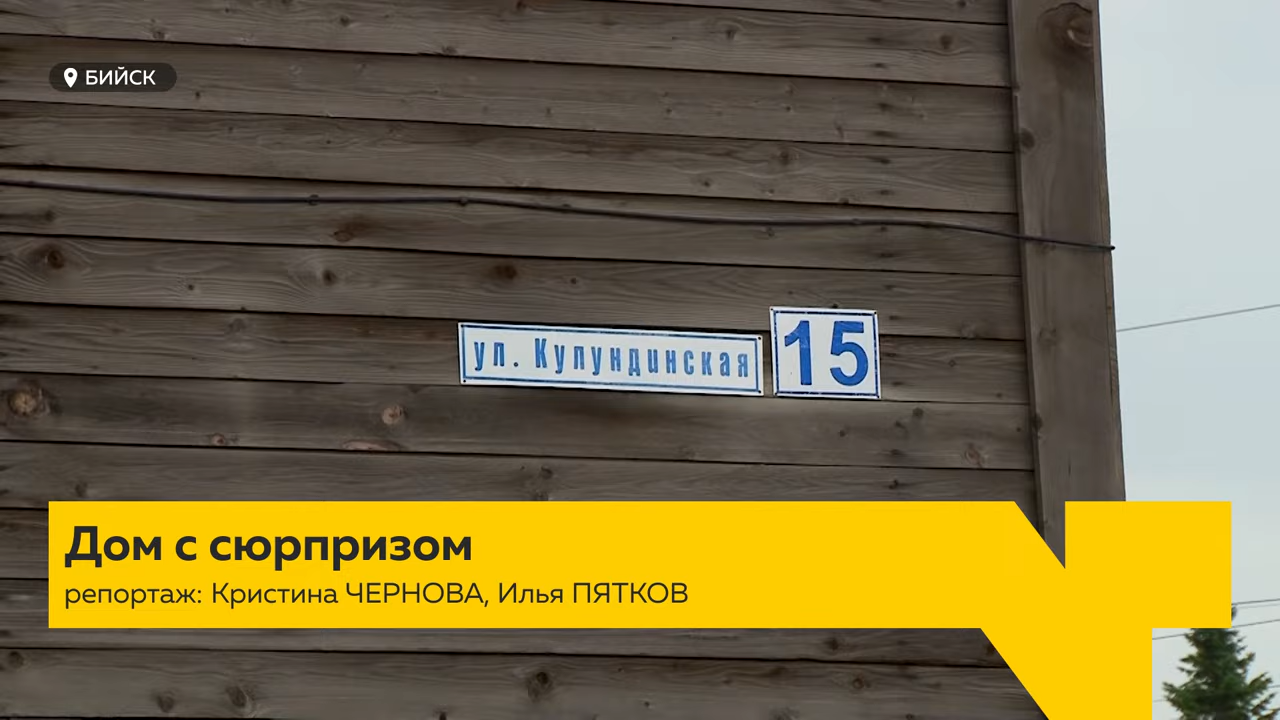 БИЙСК
ул. Кулундинская
15
Дом с сюрпризом
репортаж: Кристина ЧЕРНОВА, Илья ПЯТКОВ